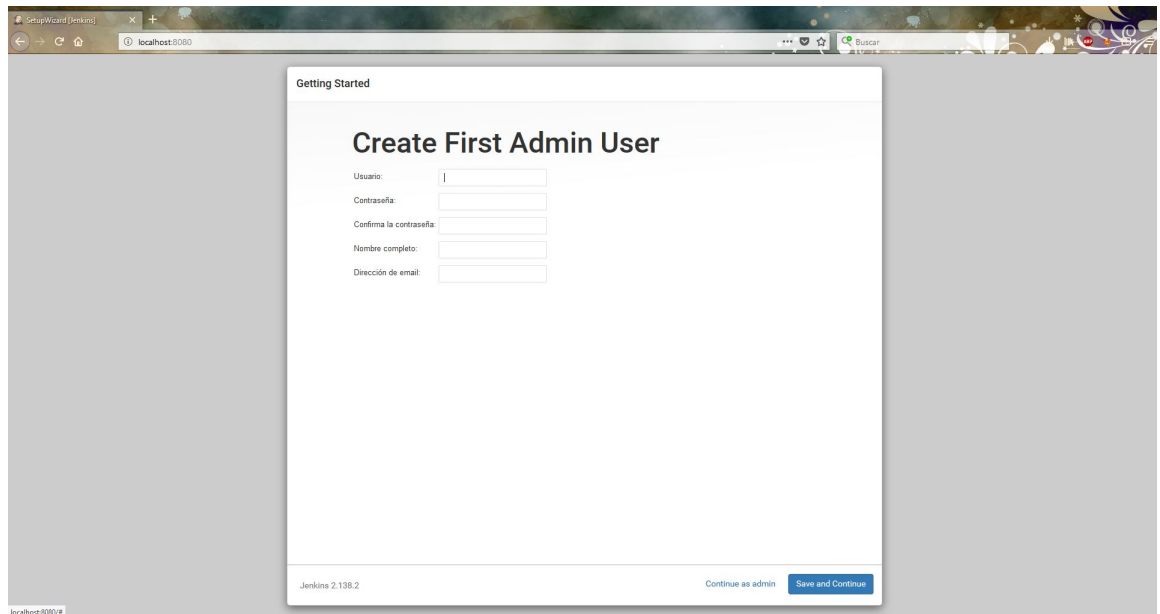 SetupWizard [Jenkins]
localhost:8080
Buscar
Getting Started
Create First Admin User
Usuario:
Contraseña:
Confirma la contraseña:
Nombre completo:
Dirección de email:
Jenkins 2.138.2
Continue as admin
Save and Continue
localhost:8080/#